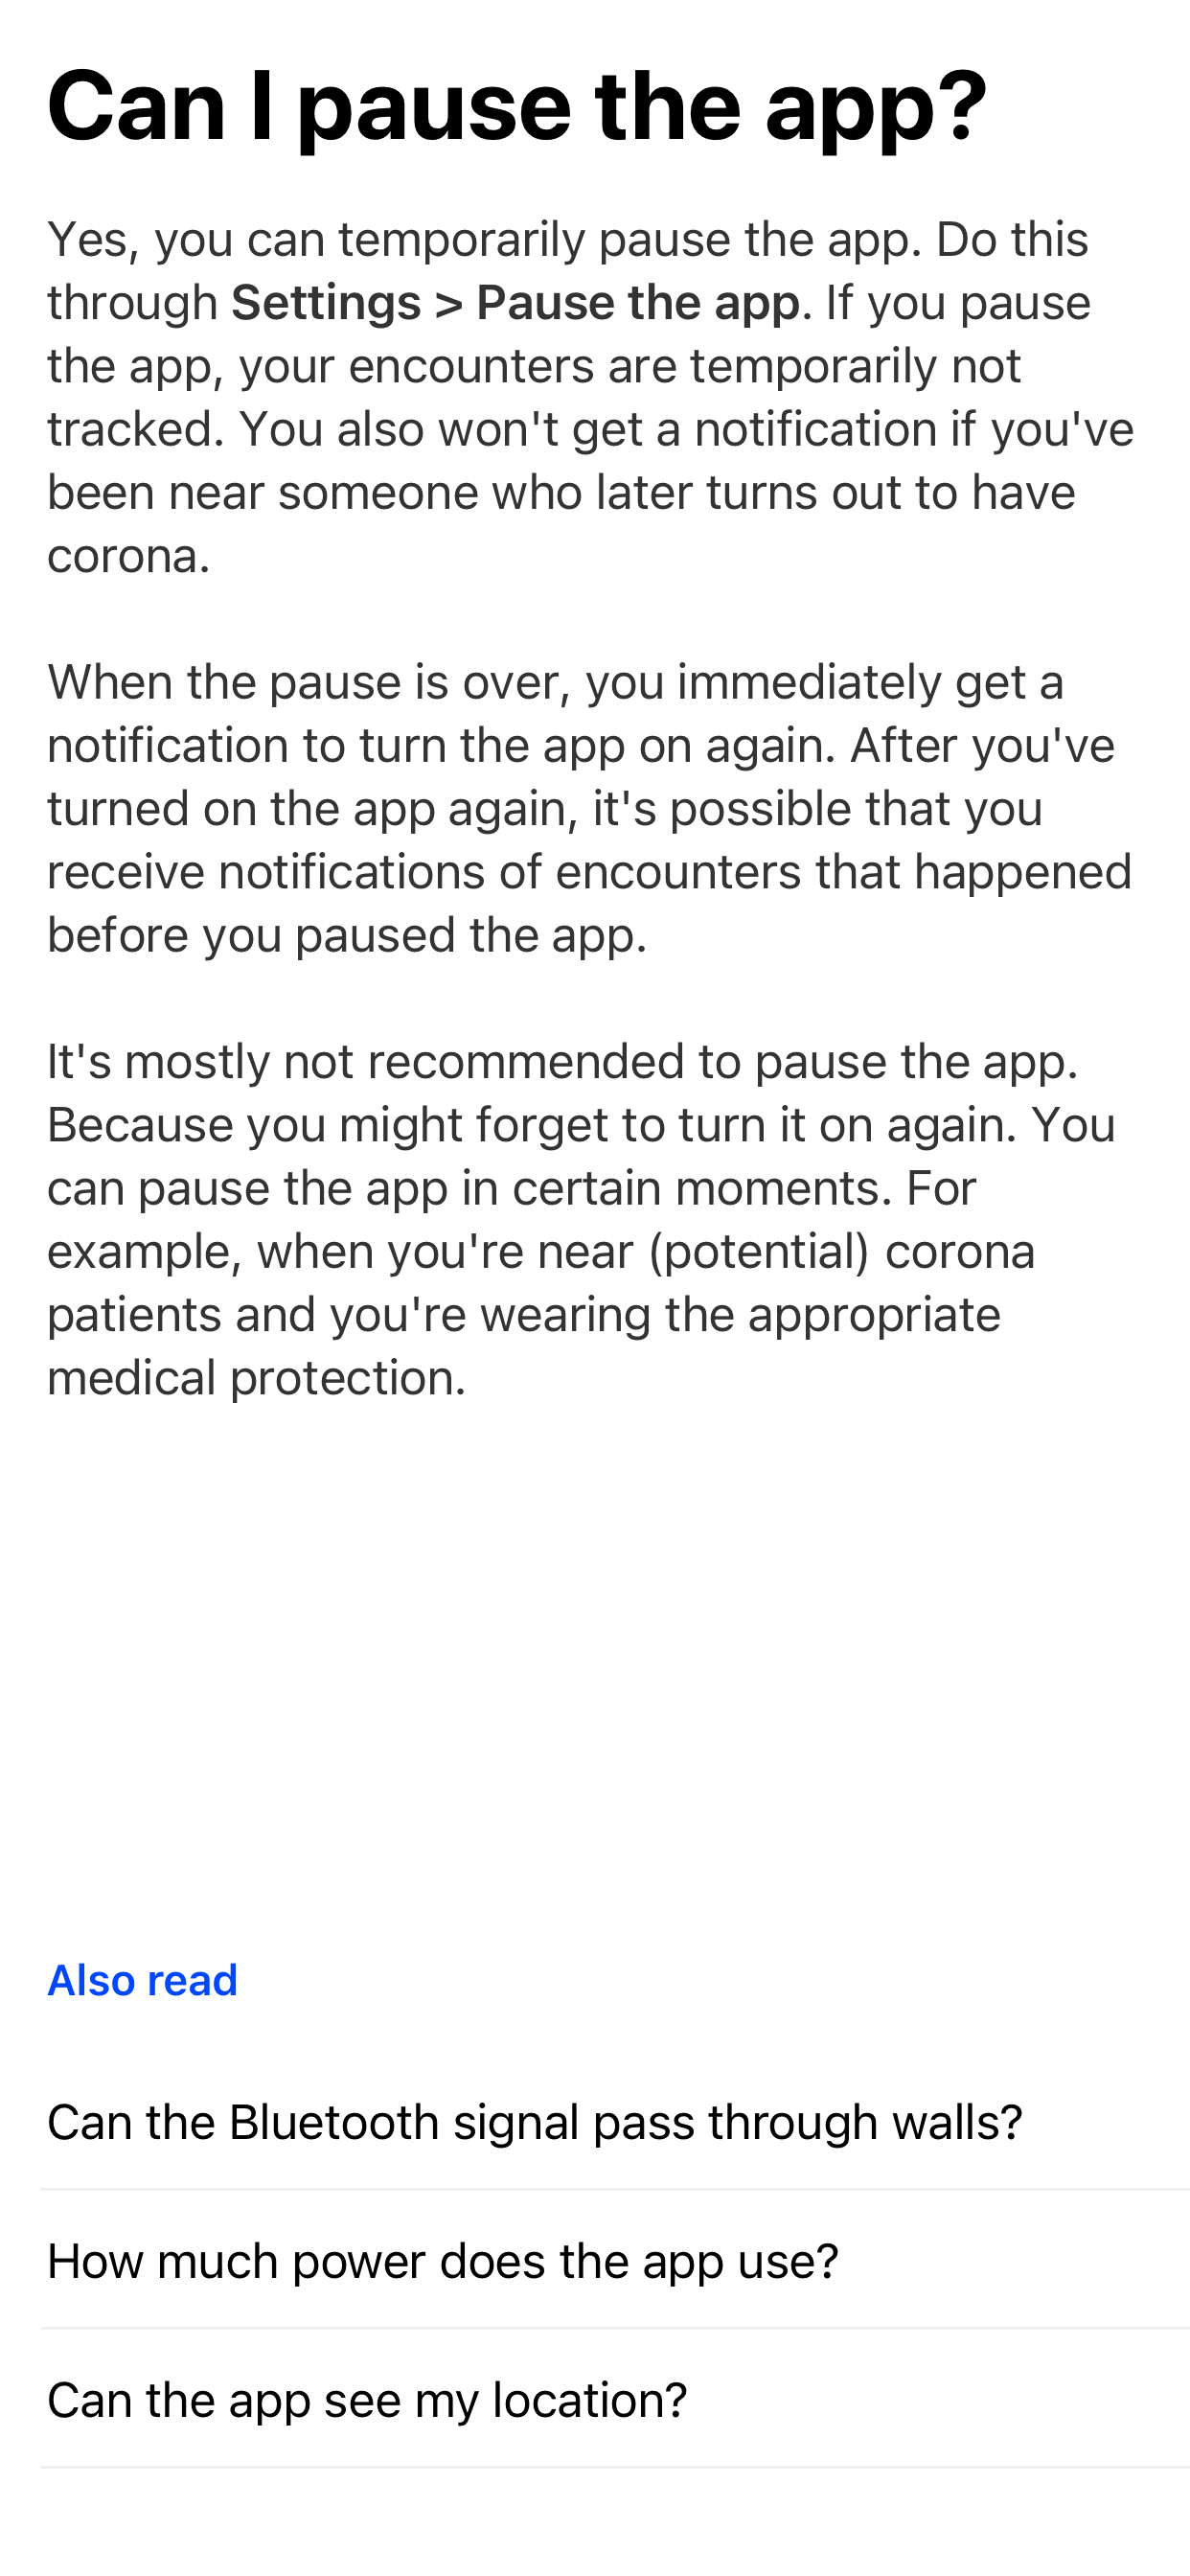 Can I pause the app?
Yes, you can temporarily pause the app. Do this
through Settings > Pause the app. If you pause
the app, your encounters are temporarily not
tracked. You also won't get a notification if you've
been near someone who later turns out to have
corona.
When the pause is over, you immediately get a
notification to turn the app on again. After you've
turned on the app again, it's possible that you
receive notifications of encounters that happened
before you paused the app.
It's mostly not recommended to pause the app.
Because you might forget to turn it on again. You
can pause the app in certain moments. For
example, when you're near (potential) corona
patients and you're wearing the appropriate
medical protection.
Also read
Can the Bluetooth signal pass through walls?
How much power does the app use?
Can the app see my location?